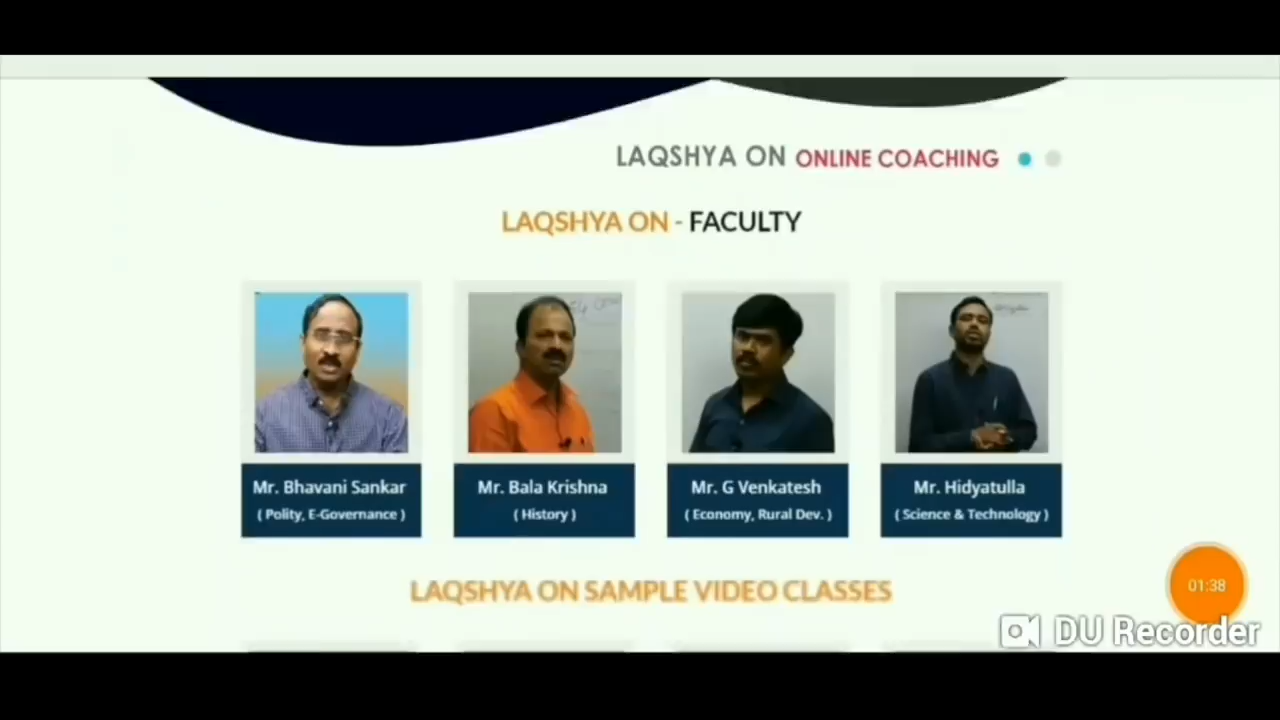 LAQSHYA ON ONLINE COACHING
LAQSHYA ON - FACULTY
Mr. Bhavani Sankar
( Polity, E-Governance )
Mr. Bala Krishna
( History )
Mr. G Venkatesh
( Economy, Rural Dev. )
Mr. Hidyatulla
( Science & Technology )
LAQSHYA ON SAMPLE VIDEO CLASSES
01:38
DU Recorder